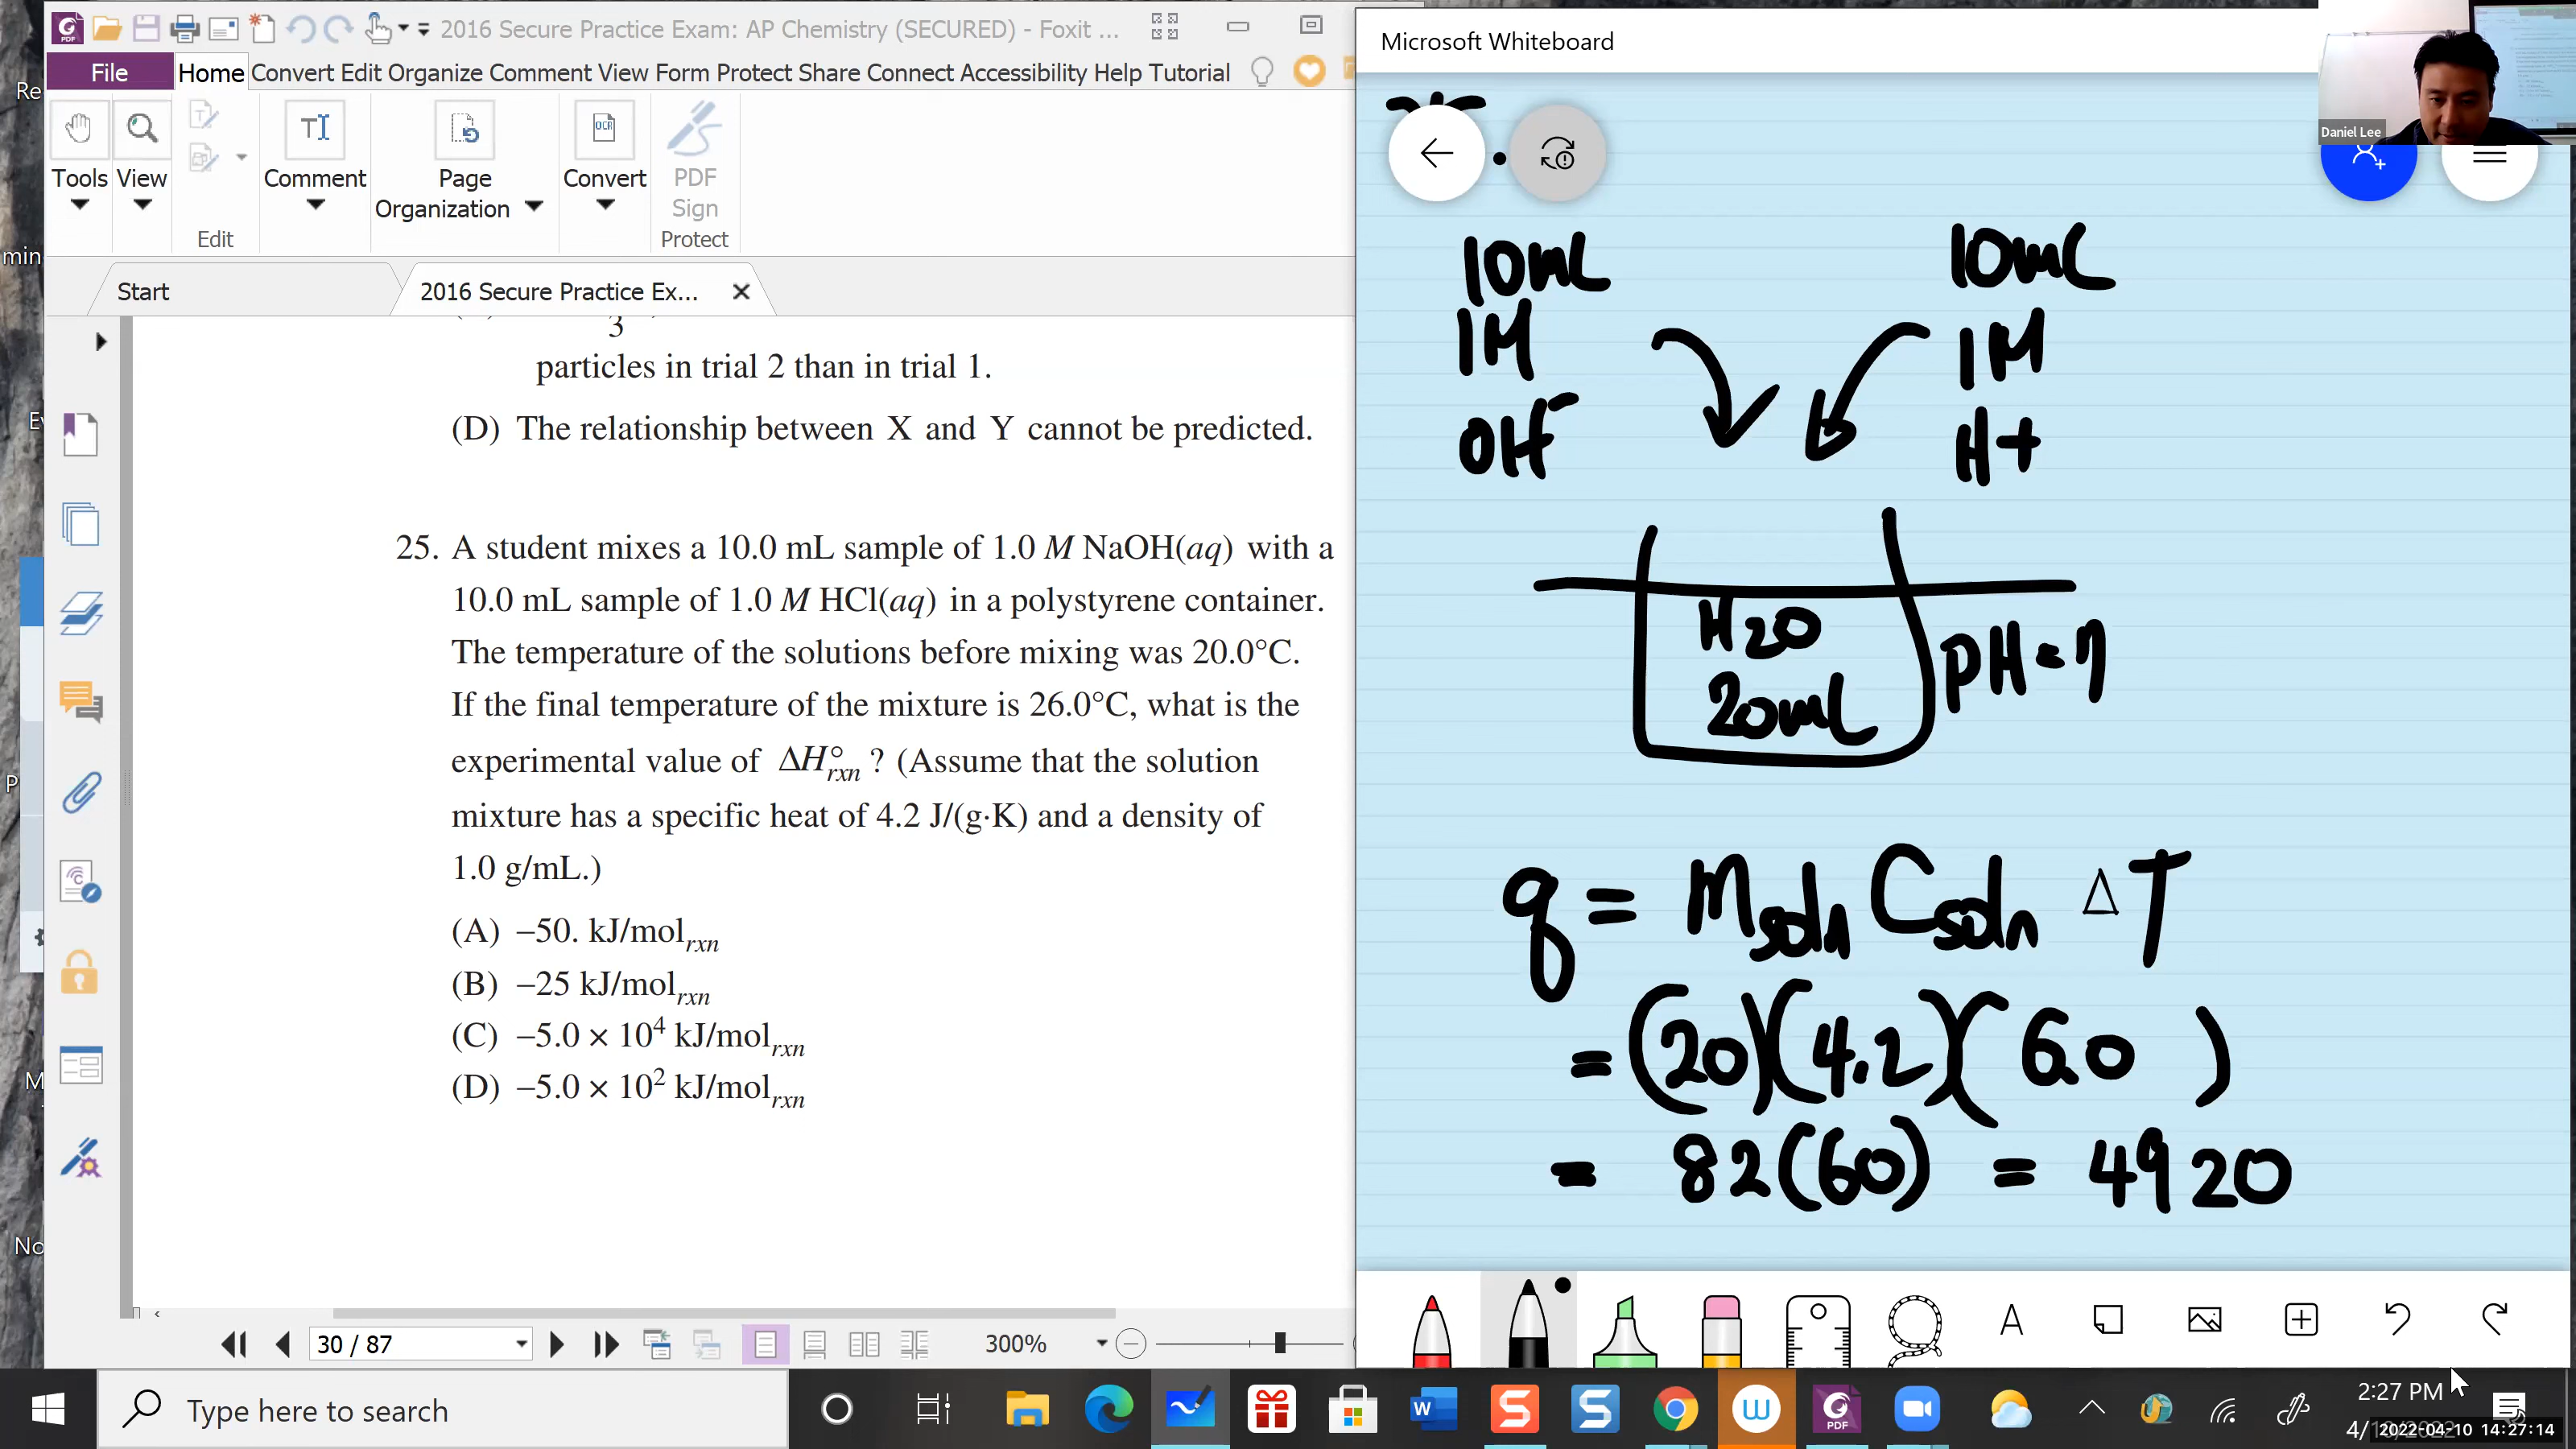 2016 Secure Practice Exam: AP Chemistry (SECURED) - Foxit ...
File Home Convert Edit Organize Comment View Form Protect Share Connect Accessibility Help Tutorial
Tools View Comment Page Organization Convert PDF Sign
Edit Protect
Start 2016 Secure Practice Ex...
3
particles in trial 2 than in trial 1.
(D) The relationship between X and Y cannot be predicted.
25. A student mixes a 10.0 mL sample of 1.0 M NaOH(aq) with a
10.0 mL sample of 1.0 M HCl(aq) in a polystyrene container.
The temperature of the solutions before mixing was 20.0°C.
If the final temperature of the mixture is 26.0°C, what is the
experimental value of ΔH°rxn ? (Assume that the solution
mixture has a specific heat of 4.2 J/(g·K) and a density of
1.0 g/mL.)
(A) −50. kJ/molrxn
(B) −25 kJ/molrxn
(C) −5.0 × 10⁴ kJ/molrxn
(D) −5.0 × 10² kJ/molrxn
30 / 87
300%
Microsoft Whiteboard
Daniel Lee
10mL 10mL
1M 1M
OH⁻ H+
H2O
20mL
pH=7
q = Msoln Csoln ΔT
= (20)(4.2)(60)
= 82(60) = 4920
Re
min
P
M
No
Type here to search
2:27 PM
2022-04-10 14:27:14